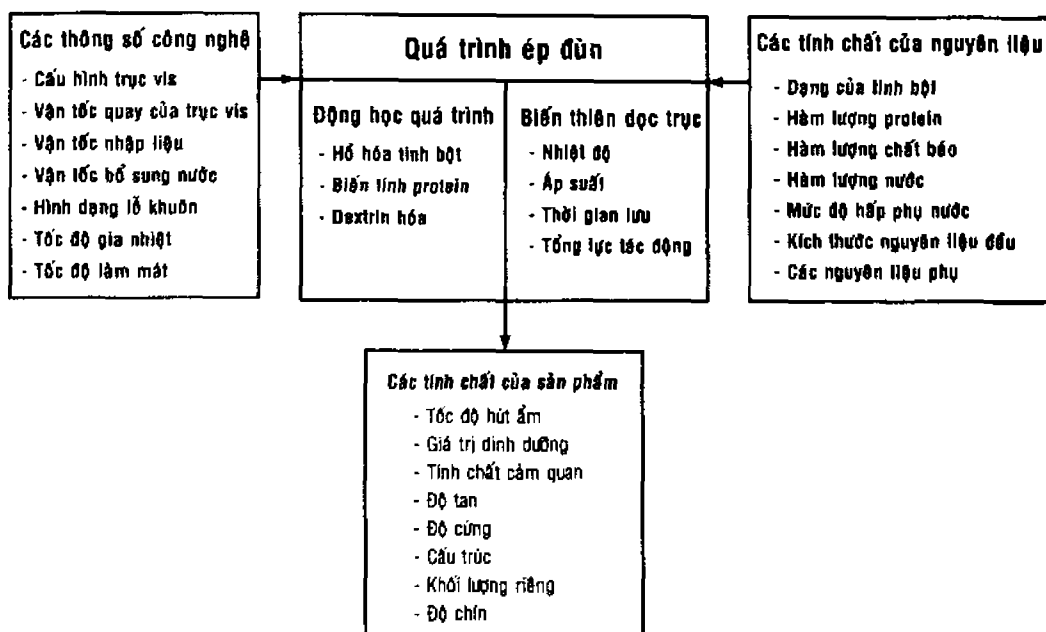 Các thông số công nghệ
- Cấu hình trục vis
- Vận tốc quay của trục vis
- Vận tốc nhập liệu
- Vận tốc bổ sung nước
- Hình dạng lỗ khuôn
- Tốc độ gia nhiệt
- Tốc độ làm mát
Quá trình ép đùn
Động học quá trình
- Hồ hóa tinh bột
- Biến tính protein
- Dextrin hóa
Biến thiên dọc trục
- Nhiệt độ
- Áp suất
- Thời gian lưu
- Tổng lực tác động
Các tính chất của nguyên liệu
- Dạng của tinh bột
- Hàm lượng protein
- Hàm lượng chất béo
- Hàm lượng nước
- Mức độ hấp phụ nước
- Kích thước nguyên liệu đầu
- Các nguyên liệu phụ
Các tính chất của sản phẩm
- Tốc độ hút ẩm
- Giá trị dinh dưỡng
- Tính chất cảm quan
- Độ tan
- Độ cứng
- Cấu trúc
- Khối lượng riêng
- Độ chín